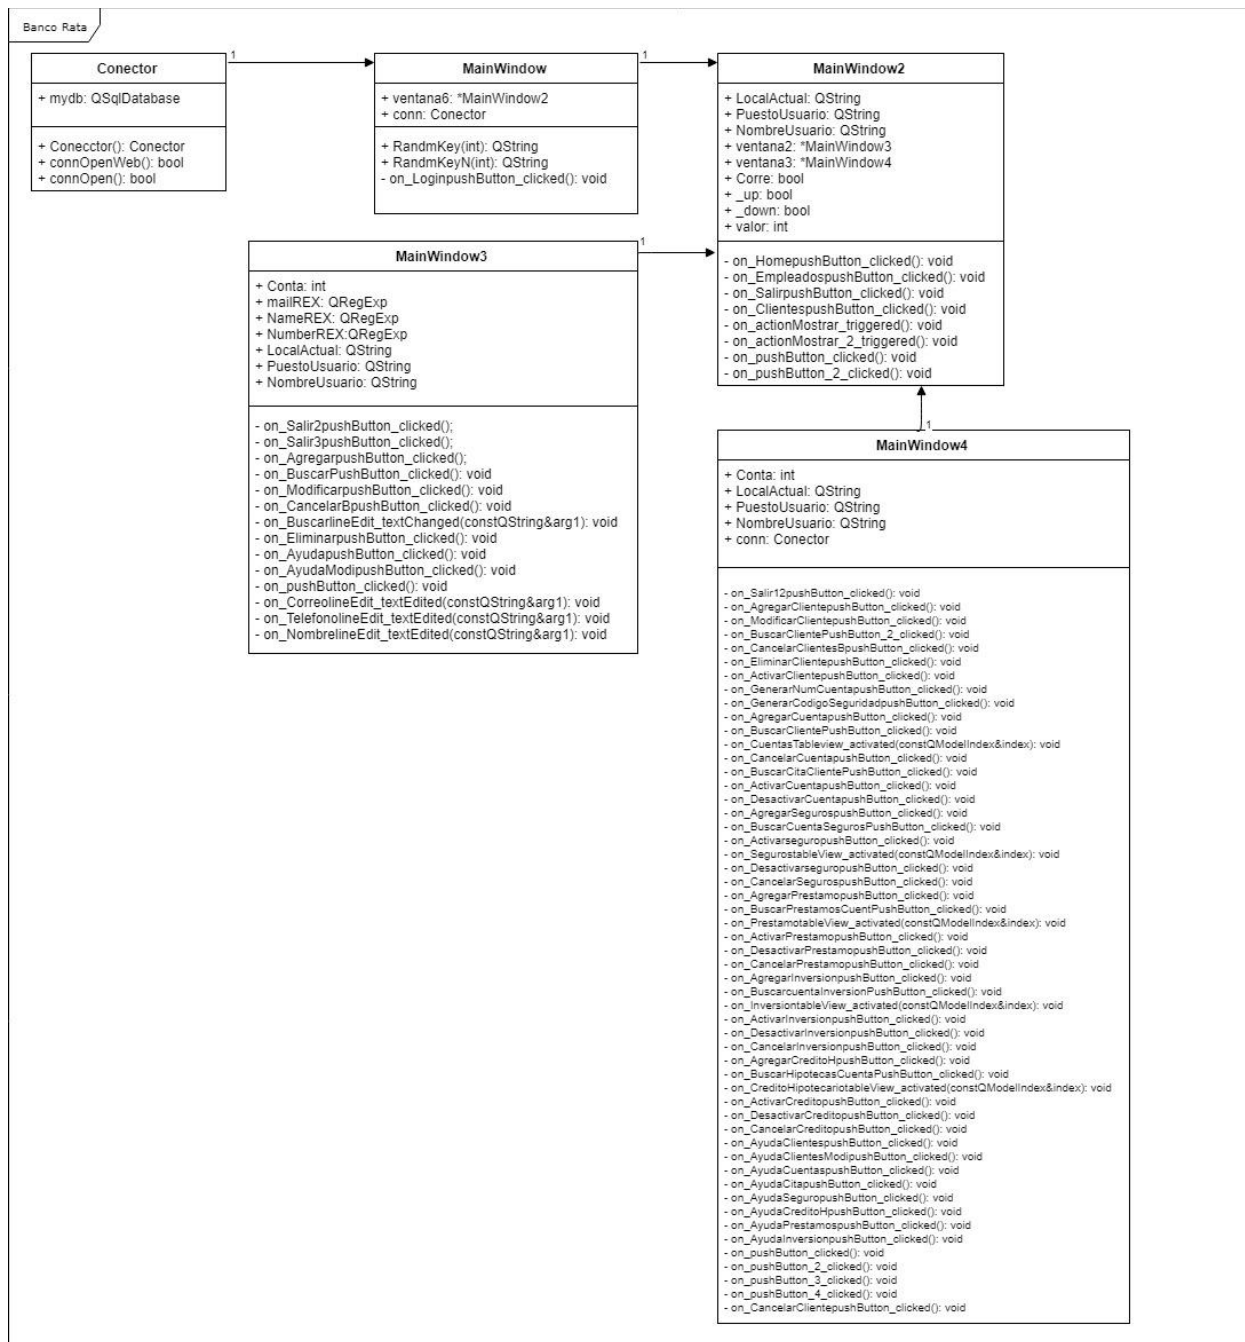 Banco Rata
Conector
+ mydb: QSqlDatabase
+ Conecctor(): Conector
+ connOpenWeb(): bool
+ connOpen(): bool
1
MainWindow
+ ventana6: *MainWindow2
+ conn: Conector
+ RandmKey(int): QString
+ RandmKeyN(int): QString
- on_LoginpushButton_clicked(): void
1
MainWindow2
+ LocalActual: QString
+ PuestoUsuario: QString
+ NombreUsuario: QString
+ ventana2: *MainWindow3
+ ventana3: *MainWindow4
+ Corre: bool
+ _up: bool
+ _down: bool
+ valor: int
- on_HomepushButton_clicked(): void
- on_EmpleadospushButton_clicked(): void
- on_SalirpushButton_clicked(): void
- on_ClientespushButton_clicked(): void
- on_actionMostrar_triggered(): void
- on_actionMostrar_2_triggered(): void
- on_pushButton_clicked(): void
- on_pushButton_2_clicked(): void
MainWindow3
1
+ Conta: int
+ mailREX: QRegExp
+ NameREX: QRegExp
+ NumberREX:QRegExp
+ LocalActual: QString
+ PuestoUsuario: QString
+ NombreUsuario: QString
- on_Salir2pushButton_clicked();
- on_Salir3pushButton_clicked();
- on_AgregarpushButton_clicked;
- on_BuscarPushButton_clicked(): void
- on_ModificarpushButton_clicked(): void
- on_CancelarBpushButton_clicked(): void
- on_BuscarlineEdit_textChanged(constQString&arg1): void
- on_EliminarpushButton_clicked(): void
- on_AyudapushButton_clicked(): void
- on_AyudaModipushButton_clicked(): void
- on_pushButton_clicked(): void
- on_CorreolineEdit_textEdited(constQString&arg1): void
- on_TelefonolineEdit_textEdited(constQString&arg1): void
- on_NombrelineEdit_textEdited(constQString&arg1): void
1
MainWindow4
+ Conta: int
+ LocalActual: QString
+ PuestoUsuario: QString
+ NombreUsuario: QString
+ conn: Conector
- on_Salir12pushButton_clicked(): void
- on_AgregarClientepushButton_clicked(): void
- on_ModificarClientepushButton_clicked(): void
- on_BuscarClientePushButton_2_clicked(): void
- on_CancelarClientesBpushButton_clicked(): void
- on_EliminarClientepushButton_clicked(): void
- on_ActivarClientepushButton_clicked(): void
- on_GenerarNumCuentapushButton_clicked(): void
- on_GenerarCodigoSeguridadpushButton_clicked(): void
- on_AgregarCuentapushButton_clicked(): void
- on_BuscarClientePushButton_clicked(): void
- on_CuentasTableview_activated(constQModelIndex&index): void
- on_CancelarCuentapushButton_clicked(): void
- on_BuscarCitaClientePushButton_clicked(): void
- on_ActivarCuentapushButton_clicked(): void
- on_DesactivarCuentapushButton_clicked(): void
- on_AgregarSegurospushButton_clicked(): void
- on_BuscarCuentaSegurosPushButton_clicked(): void
- on_ActivarseguropushButton_clicked(): void
- on_SegurostableView_activated(constQModelIndex&index): void
- on_DesactivarseguropushButton_clicked(): void
- on_CancelarSegurospushButton_clicked(): void
- on_AgregarPrestamopushButton_clicked(): void
- on_BuscarPrestamosCuentPushButton_clicked(): void
- on_PrestamotableView_activated(constQModelIndex&index): void
- on_ActivarPrestamopushButton_clicked(): void
- on_DesactivarPrestamopushButton_clicked(): void
- on_CancelarPrestamopushButton_clicked(): void
- on_AgregarInversionpushButton_clicked(): void
- on_BuscarcuentaInversionPushButton_clicked(): void
- on_InversiontableView_activated(constQModelIndex&index): void
- on_ActivarInversionpushButton_clicked(): void
- on_DesactivarInversionpushButton_clicked(): void
- on_CancelarInversionpushButton_clicked(): void
- on_AgregarCreditoHpushButton_clicked(): void
- on_BuscarHipotecasCuentaPushButton_clicked(): void
- on_CreditoHipotecariotableView_activated(constQModelIndex&index): void
- on_ActivarCreditopushButton_clicked(): void
- on_DesactivarCreditopushButton_clicked(): void
- on_CancelarCreditopushButton_clicked(): void
- on_AyudaClientespushButton_clicked(): void
- on_AyudaClientesModipushButton_clicked(): void
- on_AyudaCuentaspushButton_clicked(): void
- on_AyudaCitapushButton_clicked(): void
- on_AyudaSeguropushButton_clicked(): void
- on_AyudaCreditoHpushButton_clicked(): void
- on_AyudaPrestamospushButton_clicked(): void
- on_AyudaInversionpushButton_clicked(): void
- on_pushButton_clicked(): void
- on_pushButton_2_clicked(): void
- on_pushButton_3_clicked(): void
- on_pushButton_4_clicked(): void
- on_CancelarClientepushButton_clicked(): void